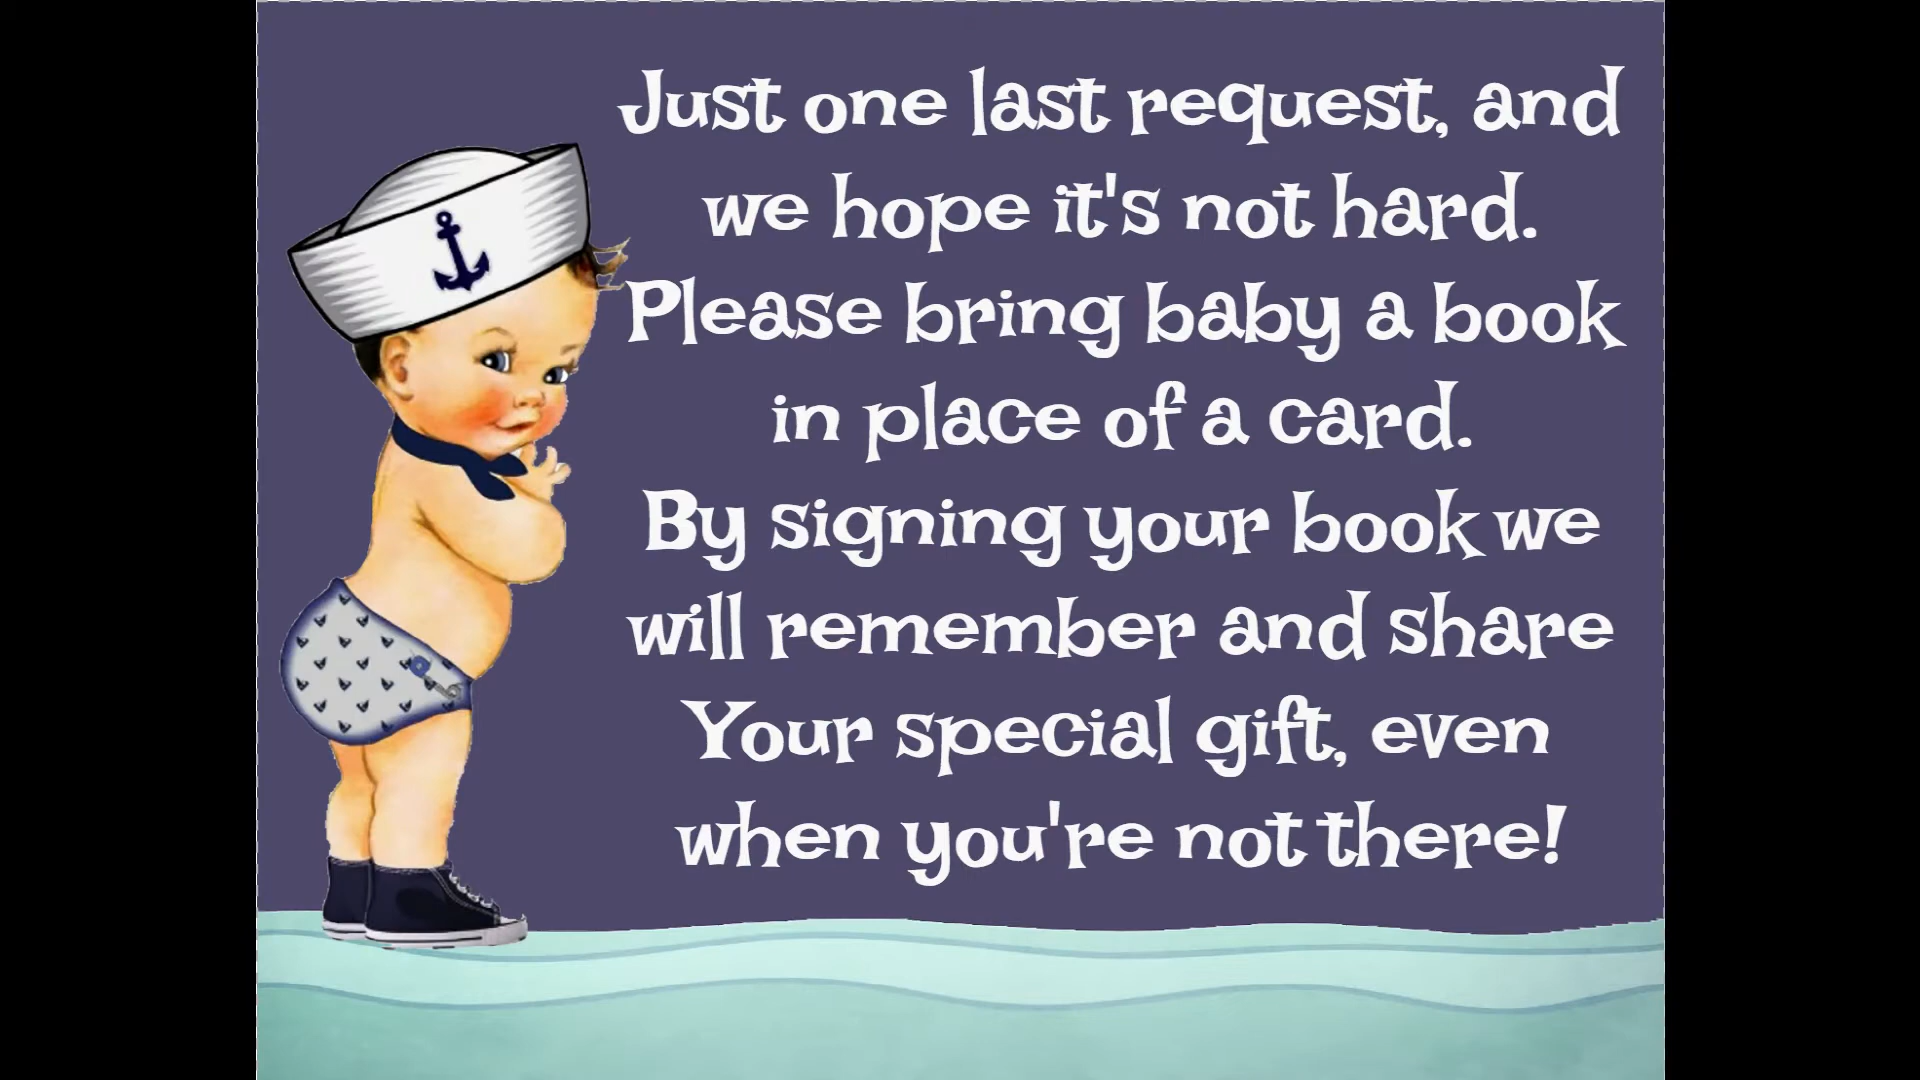 Just one last request, and
we hope it's not hard.
Please bring baby a book
in place of a card.
By signing your book we
will remember and share
Your special gift, even
when you're not there!